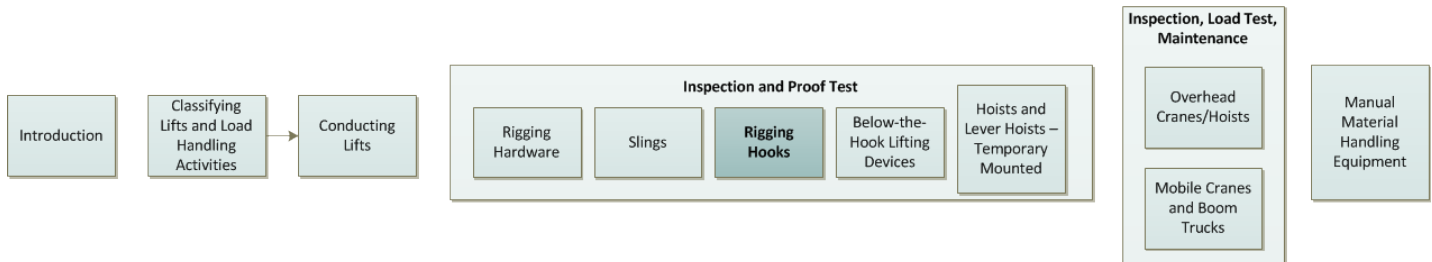 Introduction
Classifying
Lifts and Load
Handling
Activities
Conducting
Lifts
Inspection and Proof Test
Rigging
Hardware
Slings
Rigging
Hooks
Below-the-
Hook Lifting
Devices
Hoists and
Lever Hoists –
Temporary
Mounted
Inspection, Load Test,
Maintenance
Overhead
Cranes/Hoists
Mobile Cranes
and Boom
Trucks
Manual
Material
Handling
Equipment